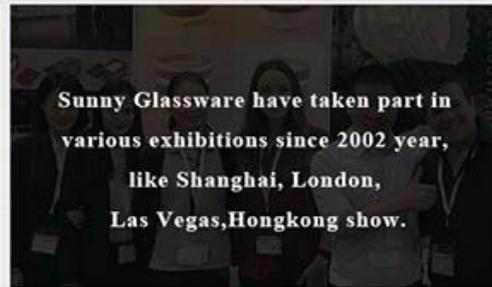 Sunny Glassware have taken part in
various exhibitions since 2002 year,
like Shanghai, London,
Las Vegas,Hongkong show.